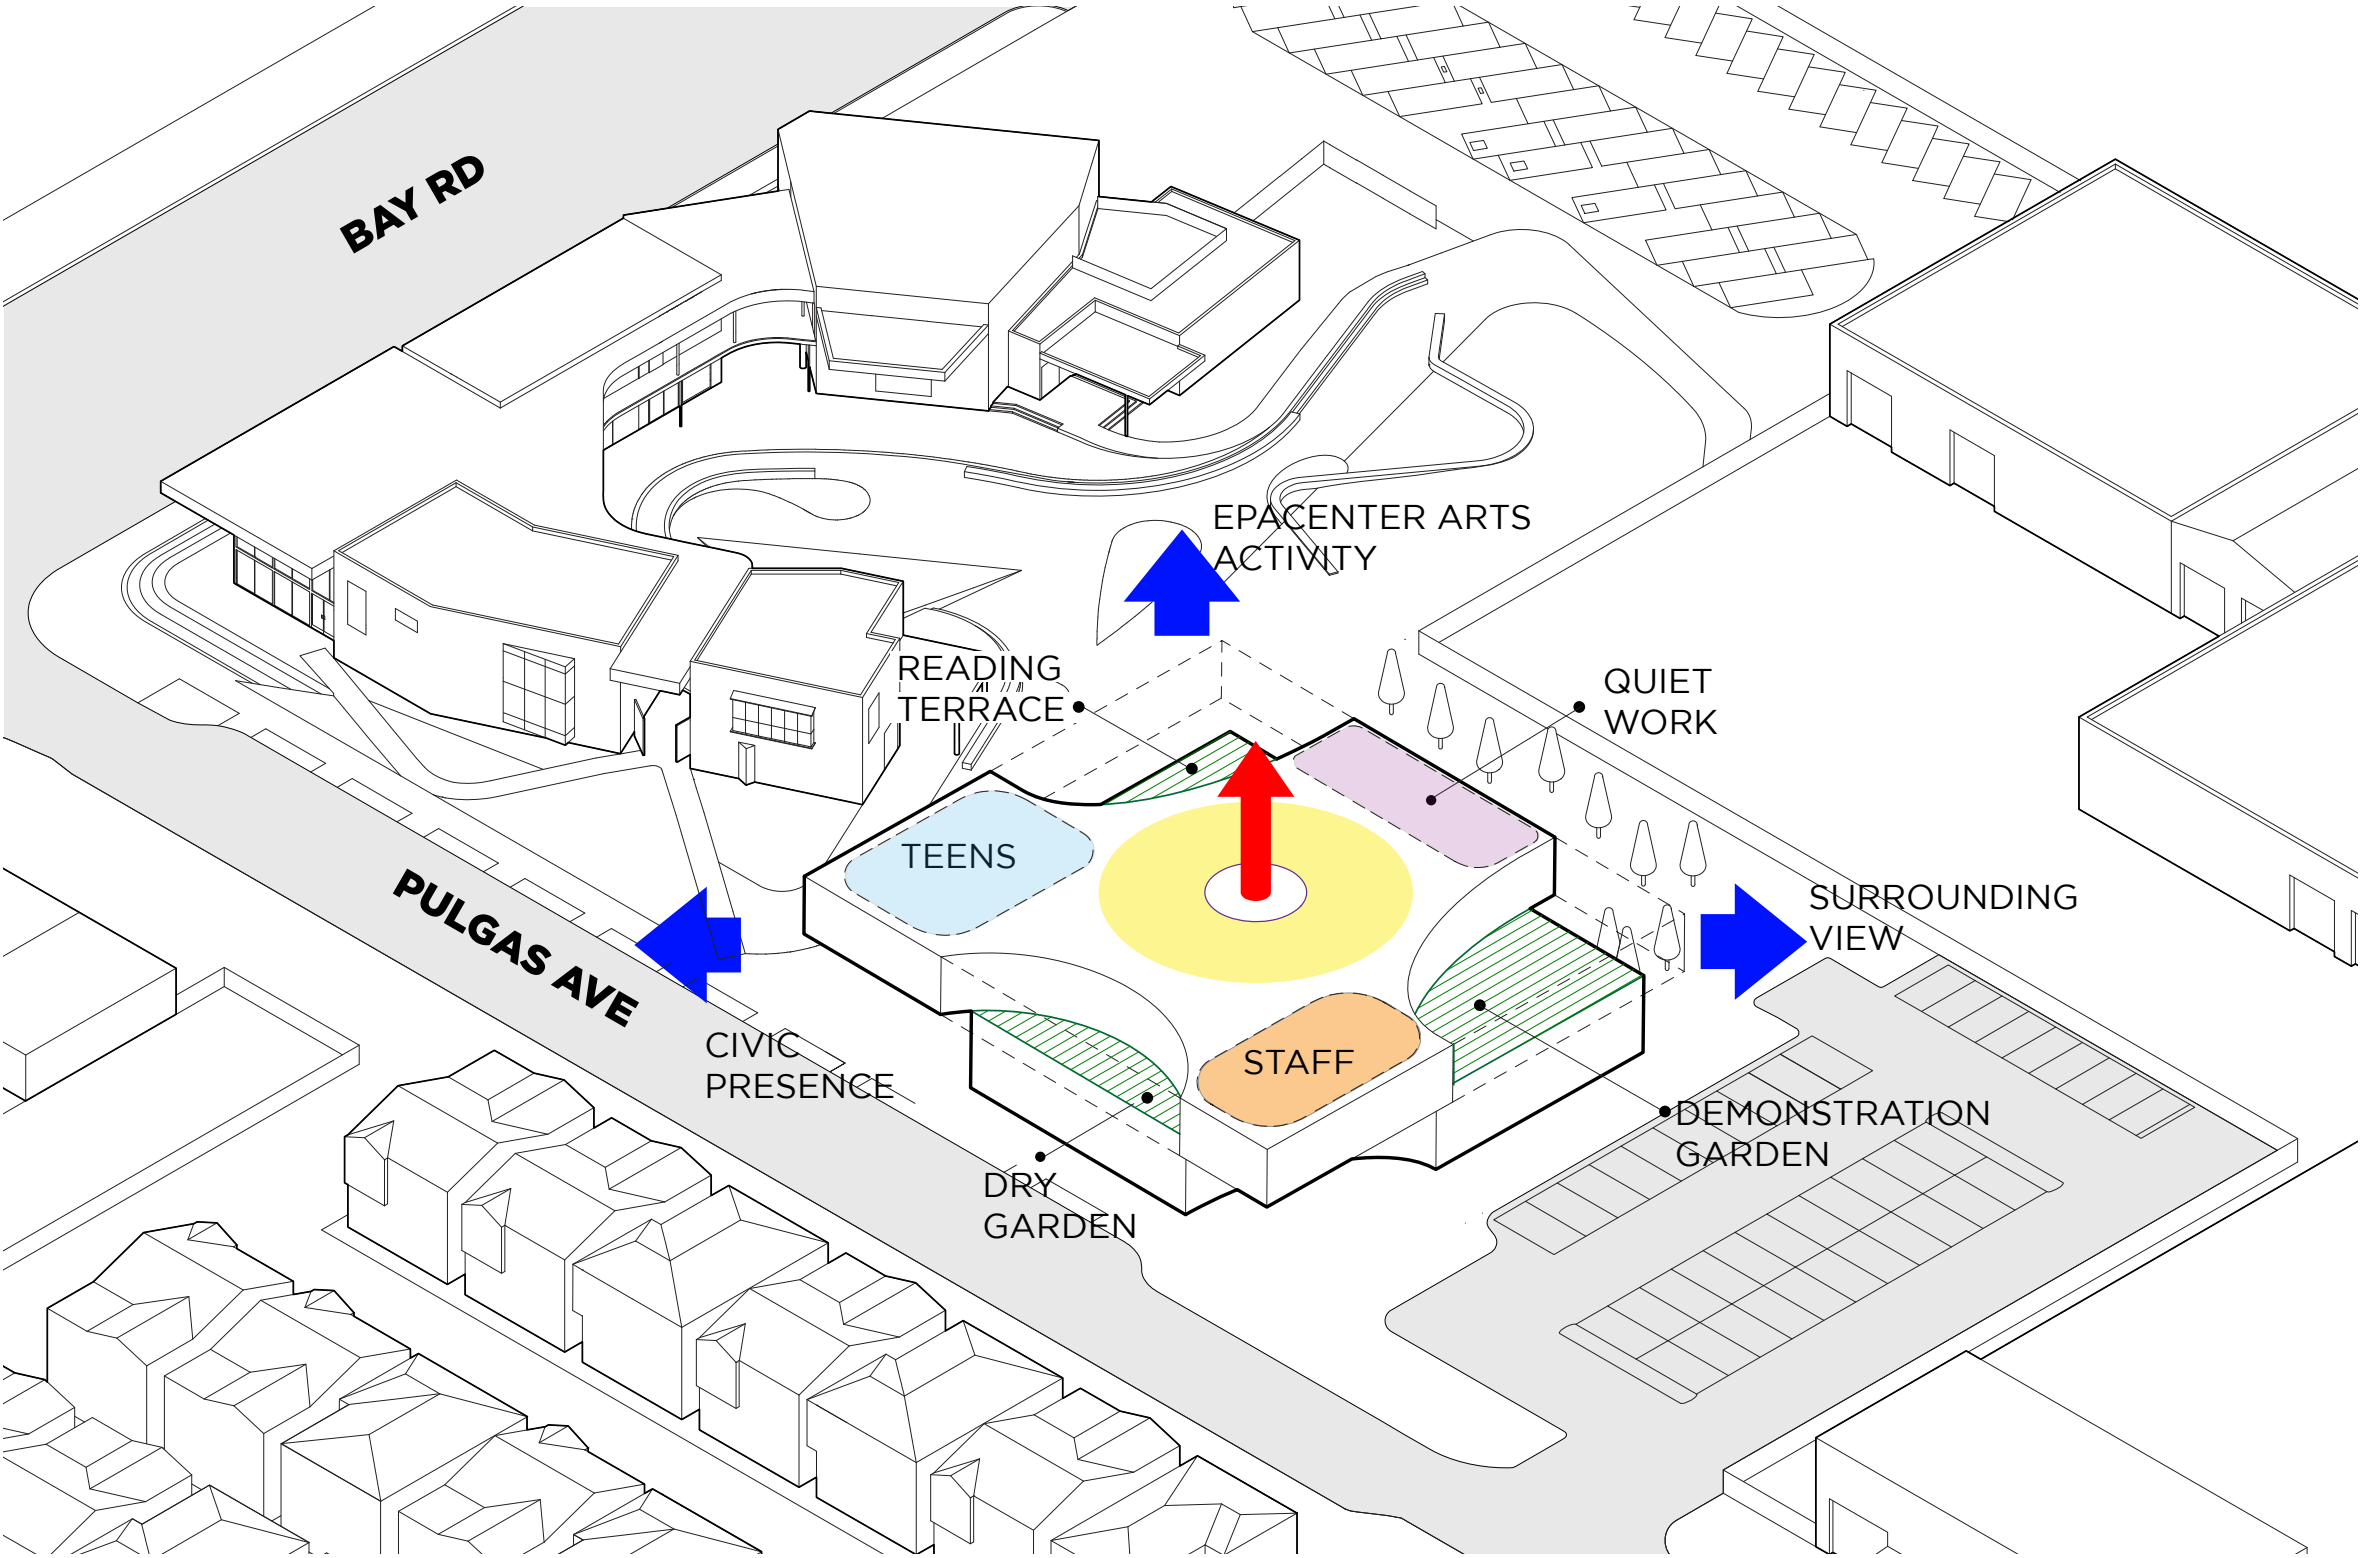 BAY RD
EPACENTER ARTS
ACTIVITY
READING
TERRACE
QUIET
WORK
TEENS
SURROUNDING
VIEW
PULGAS AVE
CIVIC
PRESENCE
STAFF
DEMONSTRATION
GARDEN
DRY
GARDEN